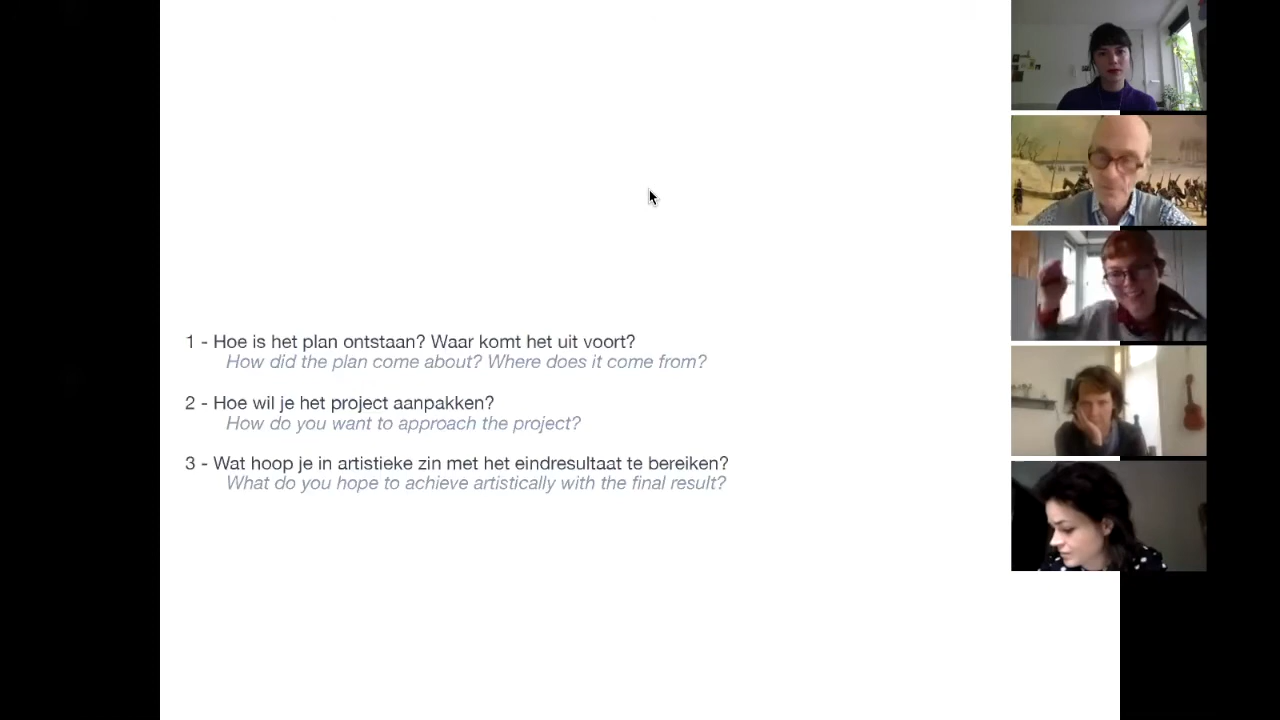 1 - Hoe is het plan ontstaan? Waar komt het uit voort?
How did the plan come about? Where does it come from?
2 - Hoe wil je het project aanpakken?
How do you want to approach the project?
3 - Wat hoop je in artistieke zin met het eindresultaat te bereiken?
What do you hope to achieve artistically with the final result?